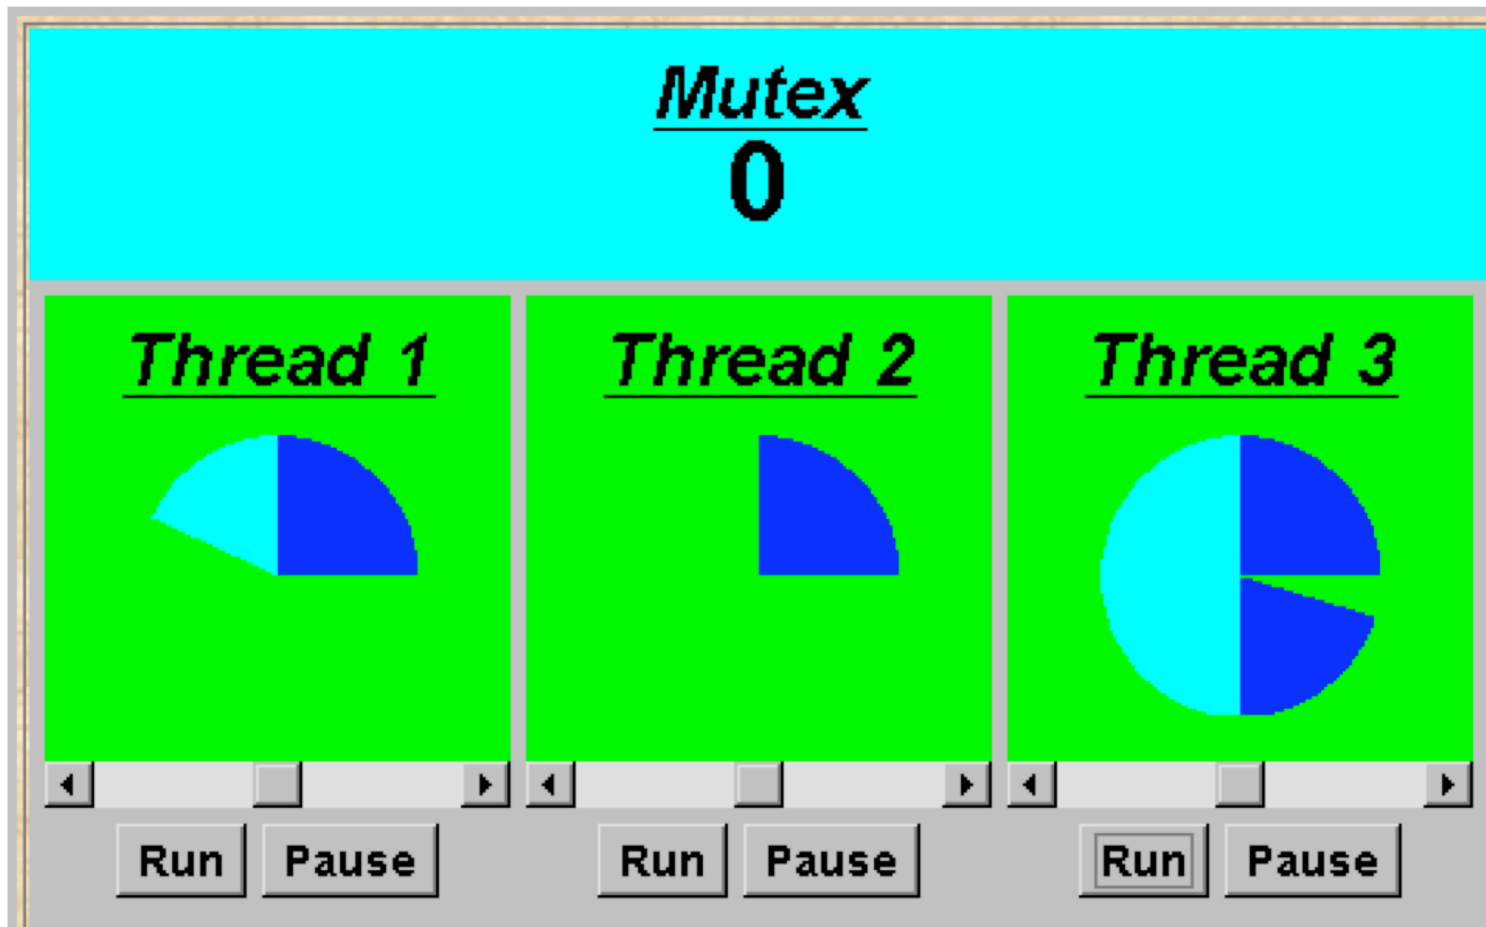 Mutex
0
Thread 1 Thread 2 Thread 3
Run Pause Run Pause Run Pause